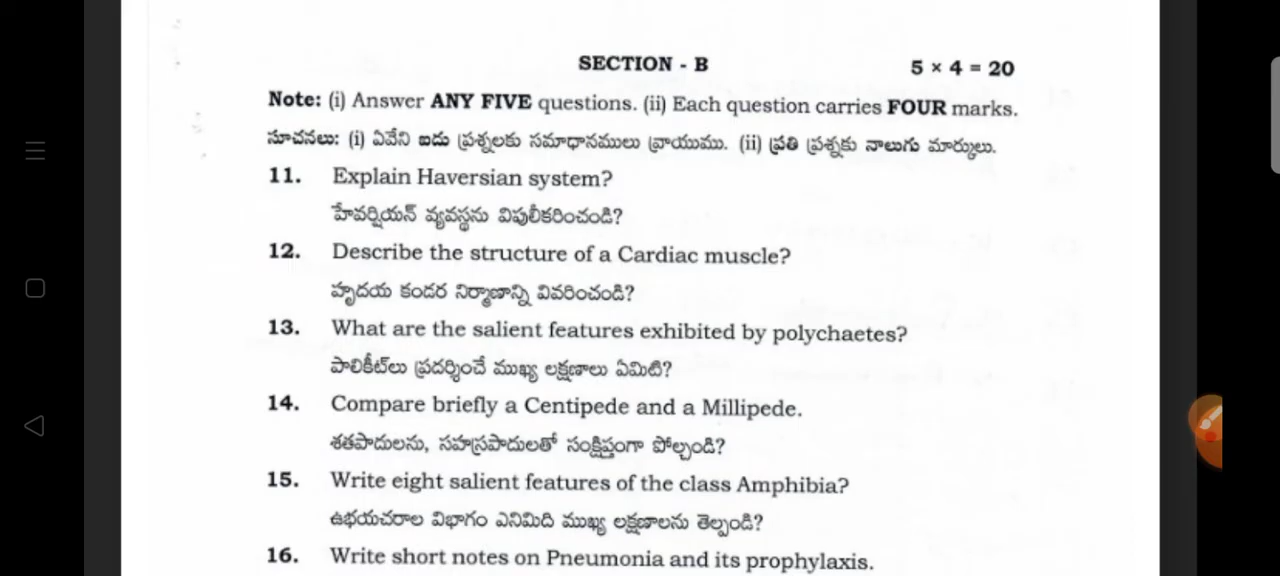 SECTION - B 5 × 4 = 20
Note: (i) Answer ANY FIVE questions. (ii) Each question carries FOUR marks.
సూచనలు: (i) ఏవేని ఐదు ప్రశ్నలకు సమాధానములు వ్రాయుము. (ii) ప్రతి ప్రశ్నకు నాలుగు మార్కులు.
11. Explain Haversian system?
హేవర్షియన్ వ్యవస్థను విపులీకరించండి?
12. Describe the structure of a Cardiac muscle?
హృదయ కండర నిర్మాణాన్ని వివరించండి?
13. What are the salient features exhibited by polychaetes?
పాలికీట్‌లు ప్రదర్శించే ముఖ్య లక్షణాలు ఏమిటి?
14. Compare briefly a Centipede and a Millipede.
శతపాదులను, సహస్రపాదులతో సంక్షిప్తంగా పోల్చండి?
15. Write eight salient features of the class Amphibia?
ఉభయచరాల విభాగం ఎనిమిది ముఖ్య లక్షణాలను తెల్పండి?
16. Write short notes on Pneumonia and its prophylaxis.